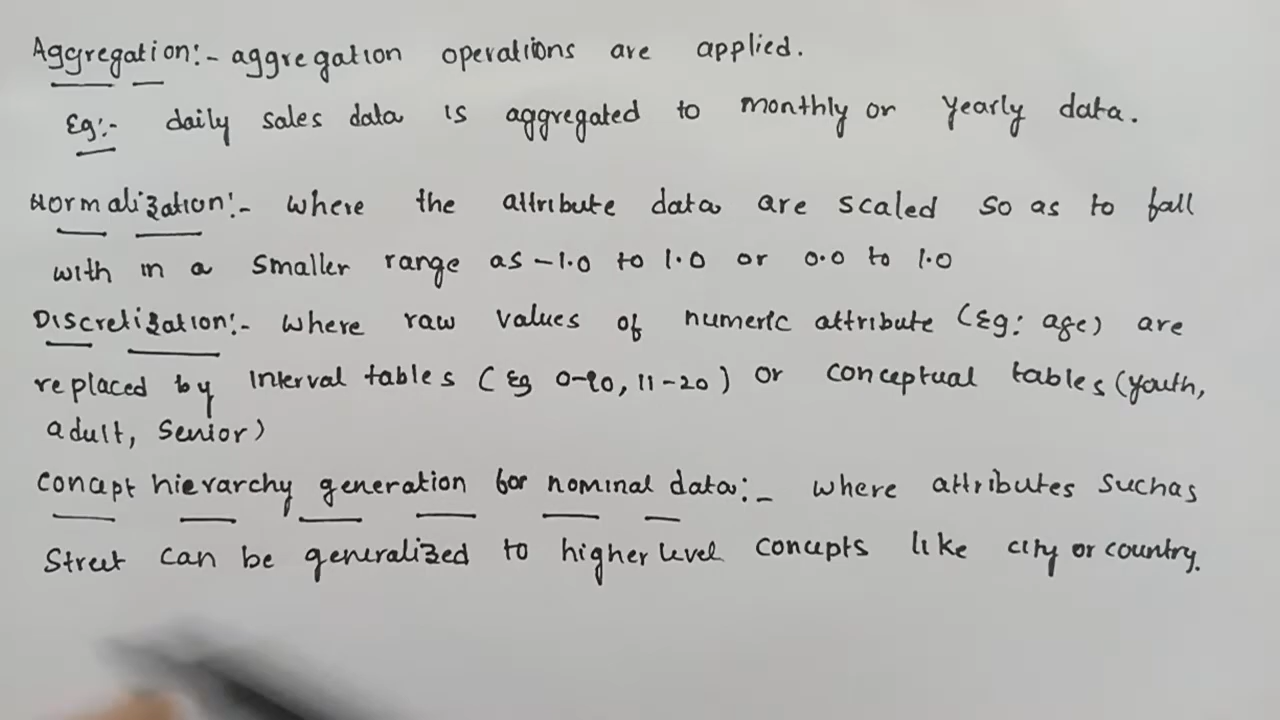 Aggregation:- aggregation operations are applied.
Eg:- daily sales data is aggregated to monthly or yearly data.
Normalization:- where the attribute data are scaled so as to fall
with in a smaller range as -1.0 to 1.0 or 0.0 to 1.0
Discretization:- where raw values of numeric attribute (Eg: age) are
replaced by interval tables (Eg 0-10, 11-20) or conceptual tables (youth,
adult, senior)
concept hierarchy generation for nominal data:- where attributes such as
street can be generalized to higher level concepts like city or country.